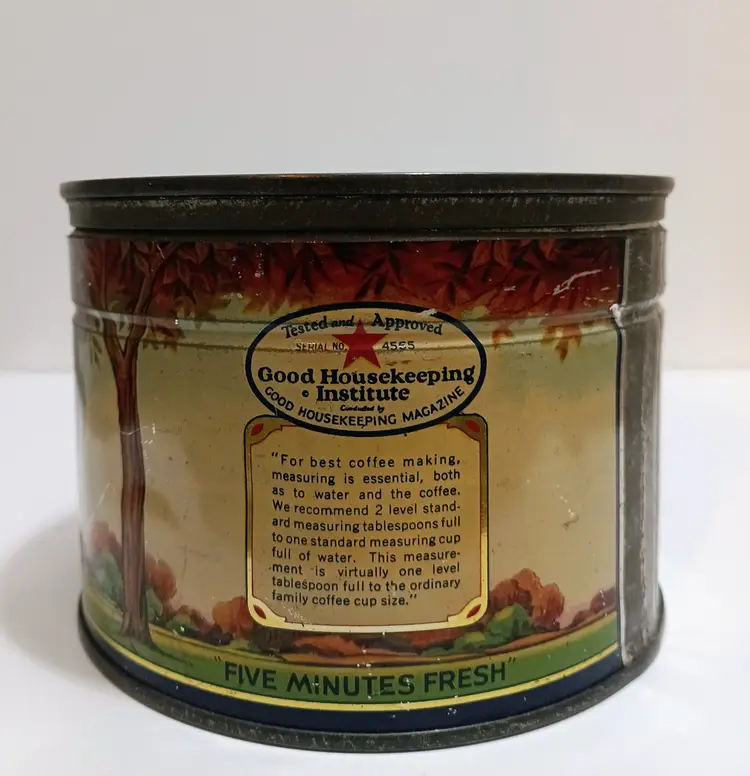 Tested and Approved
SERIAL NO. 4555
Good Housekeeping
Institute
Conducted by
GOOD HOUSEKEEPING MAGAZINE
"For best coffee making,
measuring is essential, both
as to water and the coffee.
We recommend 2 level stand-
ard measuring tablespoons full
to one standard measuring cup
full of water. This measure-
ment is virtually one level
tablespoon full to the ordinary
family coffee cup size."
"FIVE MINUTES FRESH"